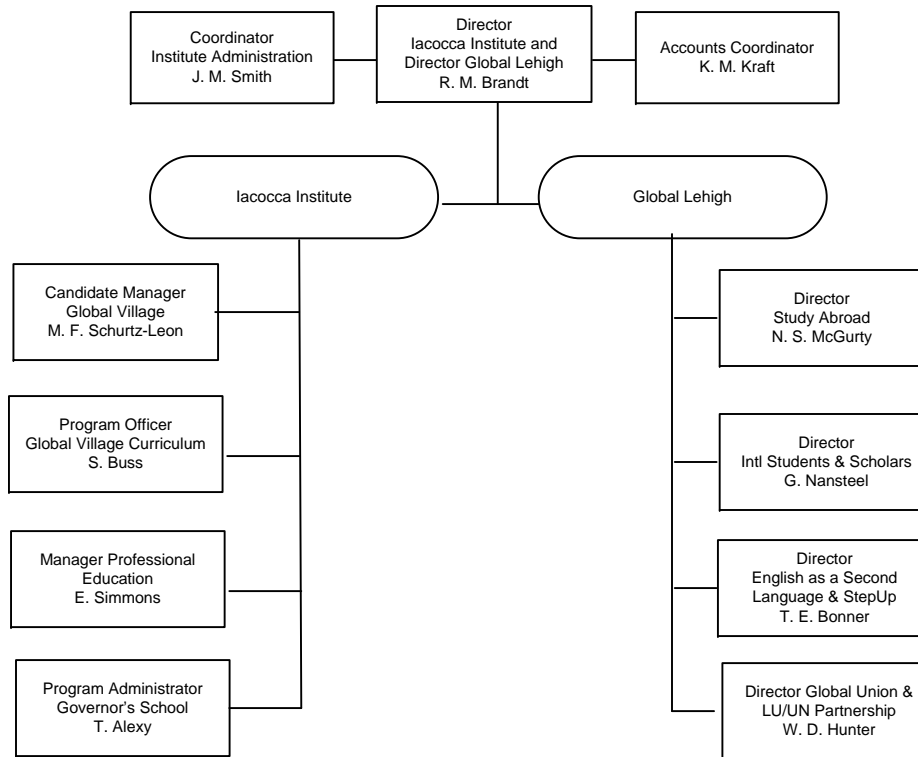 Coordinator
Institute Administration
J. M. Smith
Director
Iacocca Institute and
Director Global Lehigh
R. M. Brandt
Accounts Coordinator
K. M. Kraft
Iacocca Institute
Global Lehigh
Candidate Manager
Global Village
M. F. Schurtz-Leon
Program Officer
Global Village Curriculum
S. Buss
Manager Professional
Education
E. Simmons
Program Administrator
Governor's School
T. Alexy
Director
Study Abroad
N. S. McGurty
Director
Intl Students & Scholars
G. Nansteel
Director
English as a Second
Language & StepUp
T. E. Bonner
Director Global Union &
LU/UN Partnership
W. D. Hunter